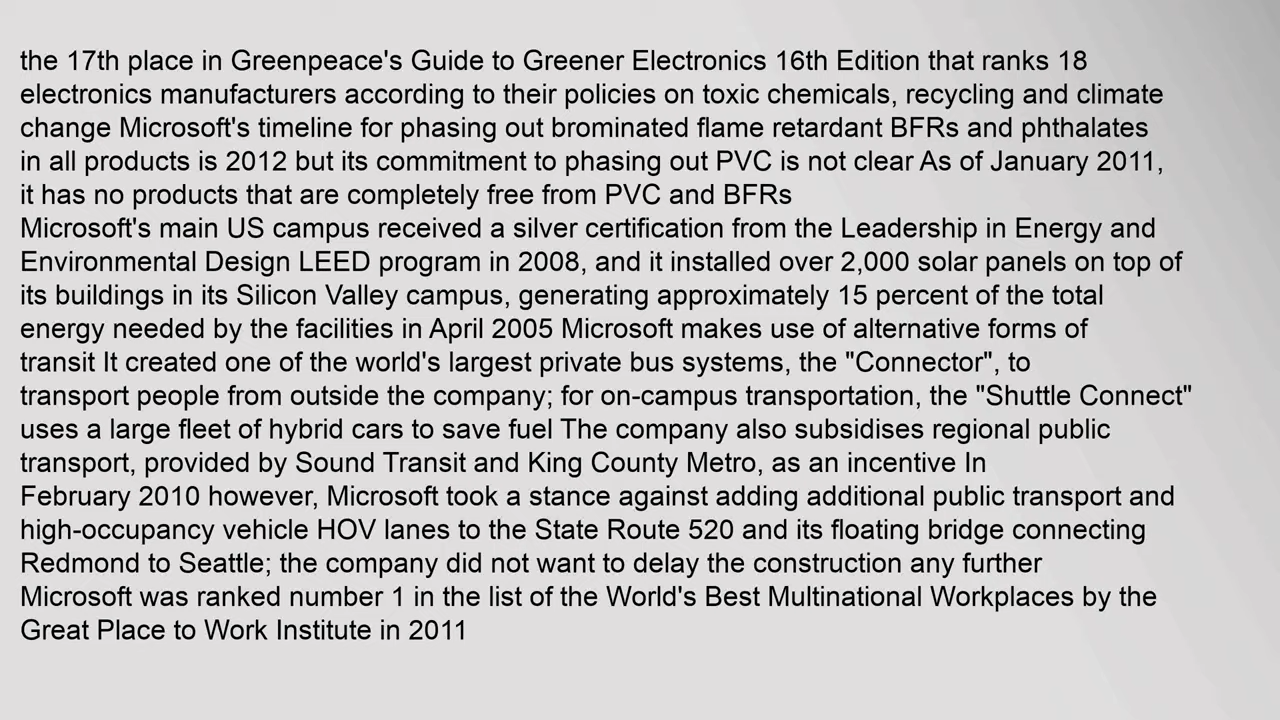 the 17th place in Greenpeace's Guide to Greener Electronics 16th Edition that ranks 18
electronics manufacturers according to their policies on toxic chemicals, recycling and climate
change Microsoft's timeline for phasing out brominated flame retardant BFRs and phthalates
in all products is 2012 but its commitment to phasing out PVC is not clear As of January 2011,
it has no products that are completely free from PVC and BFRs
Microsoft's main US campus received a silver certification from the Leadership in Energy and
Environmental Design LEED program in 2008, and it installed over 2,000 solar panels on top of
its buildings in its Silicon Valley campus, generating approximately 15 percent of the total
energy needed by the facilities in April 2005 Microsoft makes use of alternative forms of
transit It created one of the world's largest private bus systems, the "Connector", to
transport people from outside the company; for on-campus transportation, the "Shuttle Connect"
uses a large fleet of hybrid cars to save fuel The company also subsidises regional public
transport, provided by Sound Transit and King County Metro, as an incentive In
February 2010 however, Microsoft took a stance against adding additional public transport and
high-occupancy vehicle HOV lanes to the State Route 520 and its floating bridge connecting
Redmond to Seattle; the company did not want to delay the construction any further
Microsoft was ranked number 1 in the list of the World's Best Multinational Workplaces by the
Great Place to Work Institute in 2011